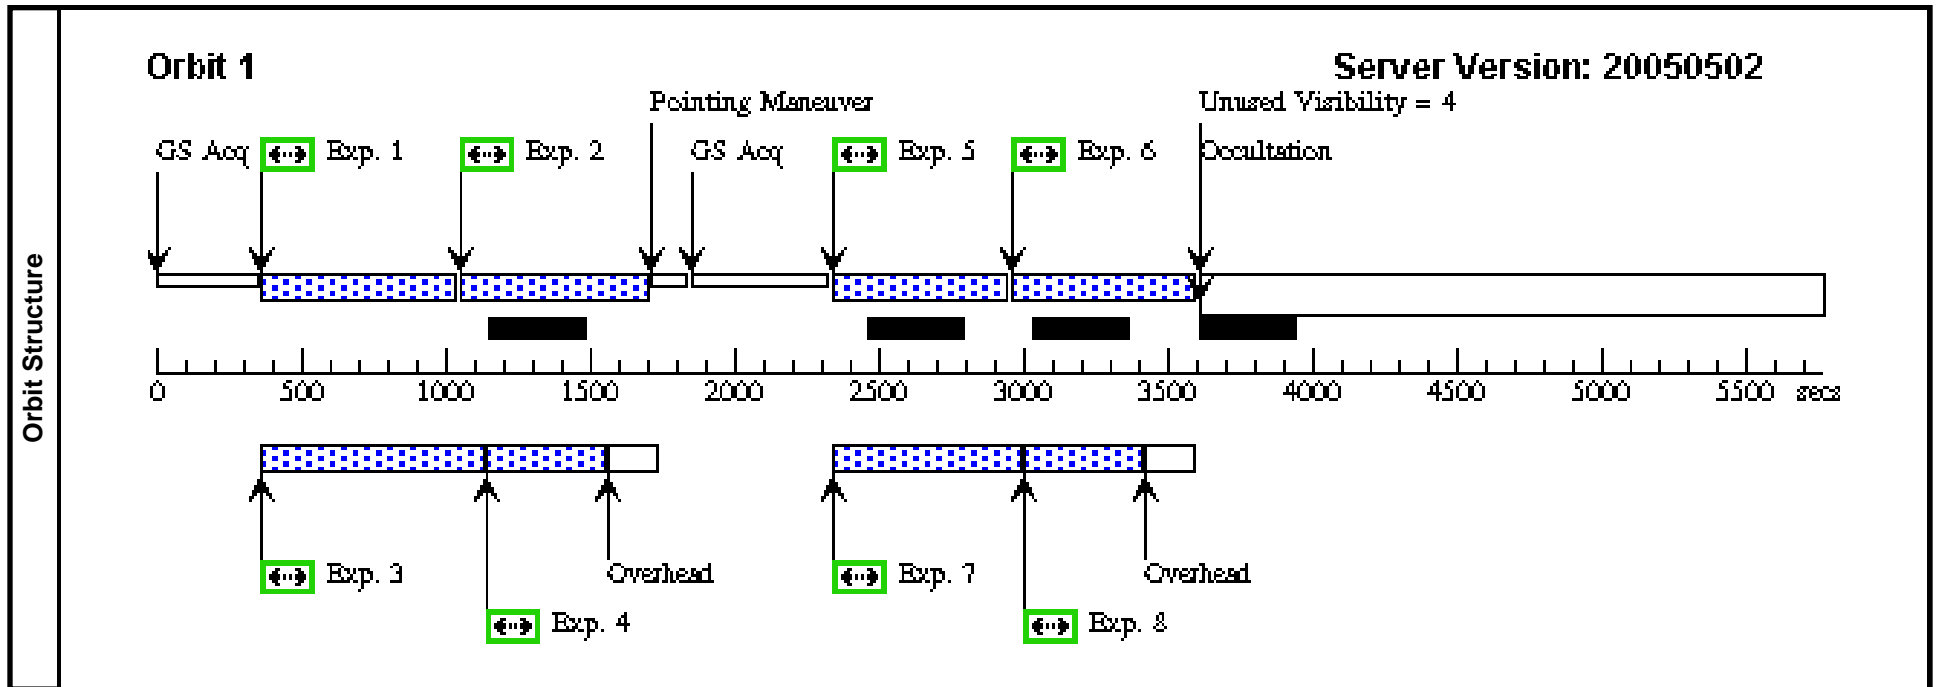 Orbit 1
Server Version: 20050502
Pointing Maneuver
Unused Visibility = 4
GS Acq
Exp. 1
Exp. 2
GS Acq
Exp. 5
Exp. 6
Occultation
Orbit Structure
0 500 1000 1500 2000 2500 3000 3500 4000 4500 5000 5500 secs
Exp. 3
Overhead
Exp. 7
Overhead
Exp. 4
Exp. 8